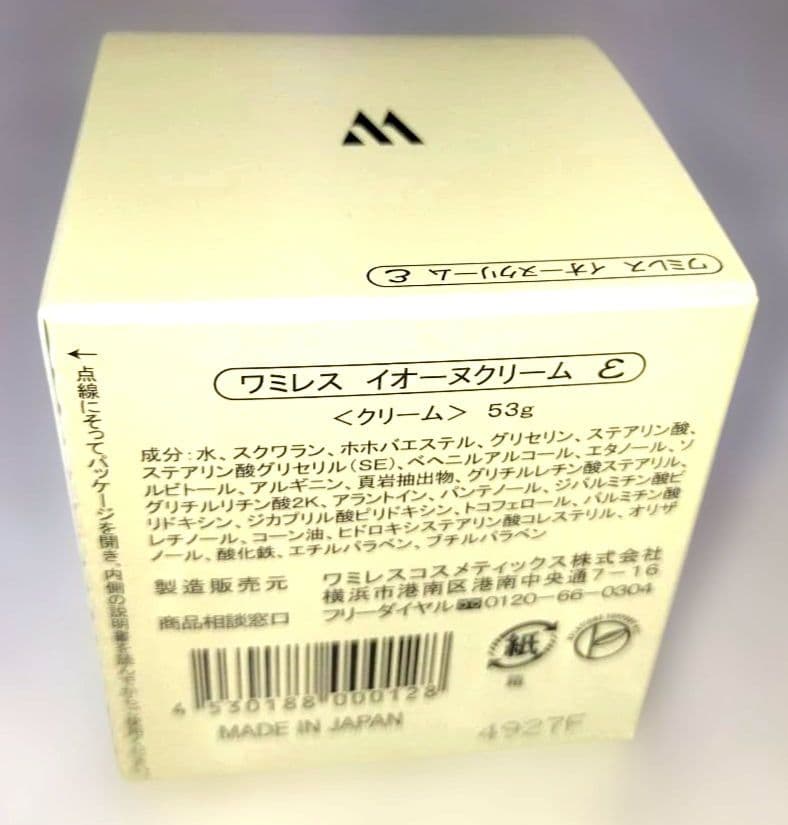 ワミレス イオーヌクリーム 3
ワミレス イオーヌクリーム 3
<クリーム> 53g
成分:水、スクワラン、ホホバエステル、グリセリン、ステアリン酸、
ステアリン酸グリセリル(SE)、ベヘニルアルコール、エタノール、ソ
ルビトール、アルギニン、頁岩抽出物、グリチルレチン酸ステアリル、
グリチルリチン酸2K、アラントイン、パンテノール、ジパルミチン酸ピ
リドキシン、ジカプリル酸ピリドキシン、トコフェロール、パルミチン酸
レチノール、コーン油、ヒドロキシステアリン酸コレステリル、オリザ
ノール、酸化鉄、エチルパラベン、ブチルパラベン
製造販売元 ワミレスコスメティックス株式会社
横浜市港南区港南中央通7-16
商品相談窓口 フリーダイヤル 0120-66-0304
4 530188 000128
MADE IN JAPAN
紙
箱
4927F
←点線にそってパッケージを開き、内側の説明書を読んで